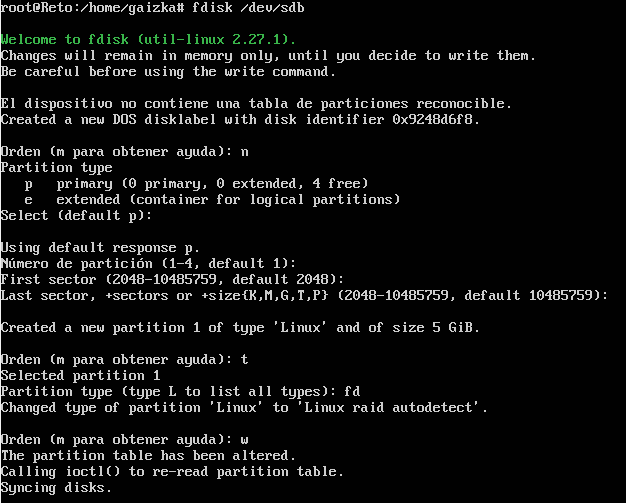 root@Reto:/home/gaizka# fdisk /dev/sdb
Welcome to fdisk (util-linux 2.27.1).
Changes will remain in memory only, until you decide to write them.
Be careful before using the write command.
El dispositivo no contiene una tabla de particiones reconocible.
Created a new DOS disklabel with disk identifier 0x9248d6f8.
Orden (m para obtener ayuda): n
Partition type
p primary (0 primary, 0 extended, 4 free)
e extended (container for logical partitions)
Select (default p):
Using default response p.
Número de partición (1-4, default 1):
First sector (2048-10485759, default 2048):
Last sector, +sectors or +size{K,M,G,T,P} (2048-10485759, default 10485759):
Created a new partition 1 of type 'Linux' and of size 5 GiB.
Orden (m para obtener ayuda): t
Selected partition 1
Partition type (type L to list all types): fd
Changed type of partition 'Linux' to 'Linux raid autodetect'.
Orden (m para obtener ayuda): w
The partition table has been altered.
Calling ioctl() to re-read partition table.
Syncing disks.